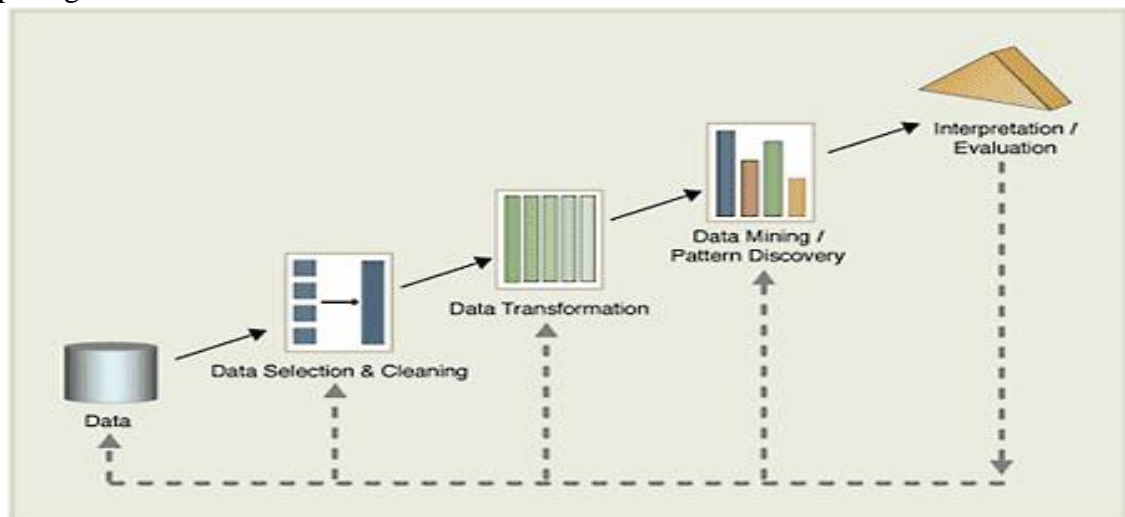 Interpretation /
Evaluation
Data Mining /
Pattern Discovery
Data Transformation
Data Selection & Cleaning
Data